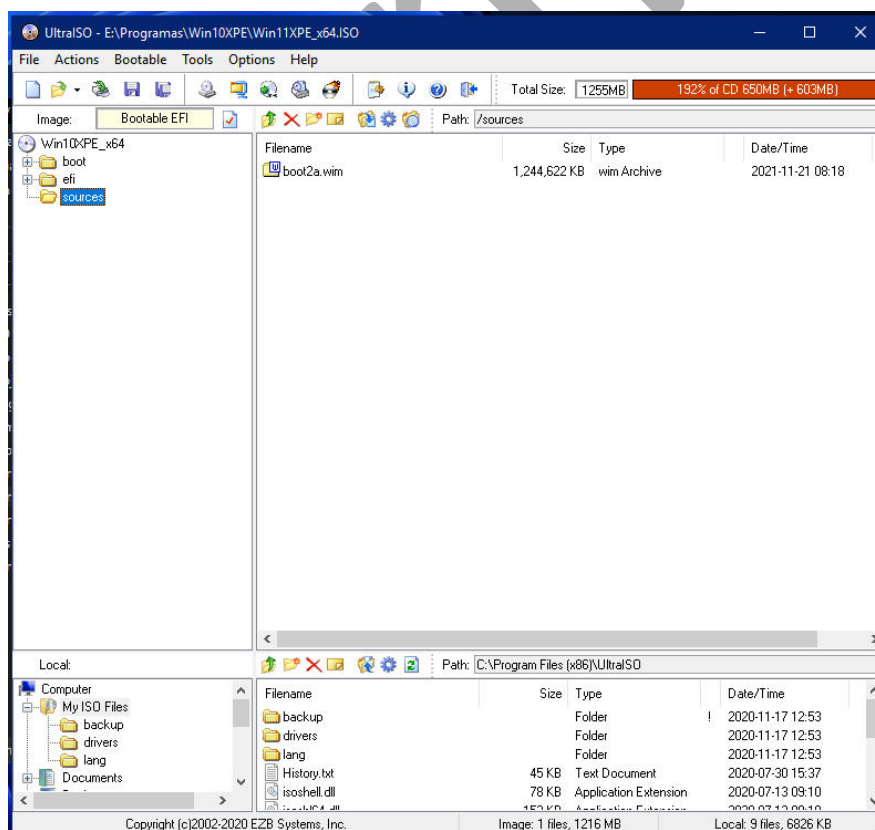 UltraISO - E:\Programas\Win10XPE\Win11XPE_x64.ISO
File Actions Bootable Tools Options Help
Total Size: 1255MB 192% of CD 650MB (+ 603MB)
Image: Bootable EFI Path: /sources
Win10XPE_x64
boot
efi
sources
Filename Size Type Date/Time
boot2a.wim 1,244,622 KB wim Archive 2021-11-21 08:18
Local: Path: C:\Program Files (x86)\UltraISO
Computer
My ISO Files
backup
drivers
lang
Documents
Filename Size Type Date/Time
backup Folder ! 2020-11-17 12:53
drivers Folder 2020-11-17 12:53
lang Folder 2020-11-17 12:53
History.txt 45 KB Text Document 2020-07-30 15:37
isoshell.dll 78 KB Application Extension 2020-07-13 09:10
Copyright (c)2002-2020 EZB Systems, Inc. Image: 1 files, 1216 MB Local: 9 files, 6826 KB